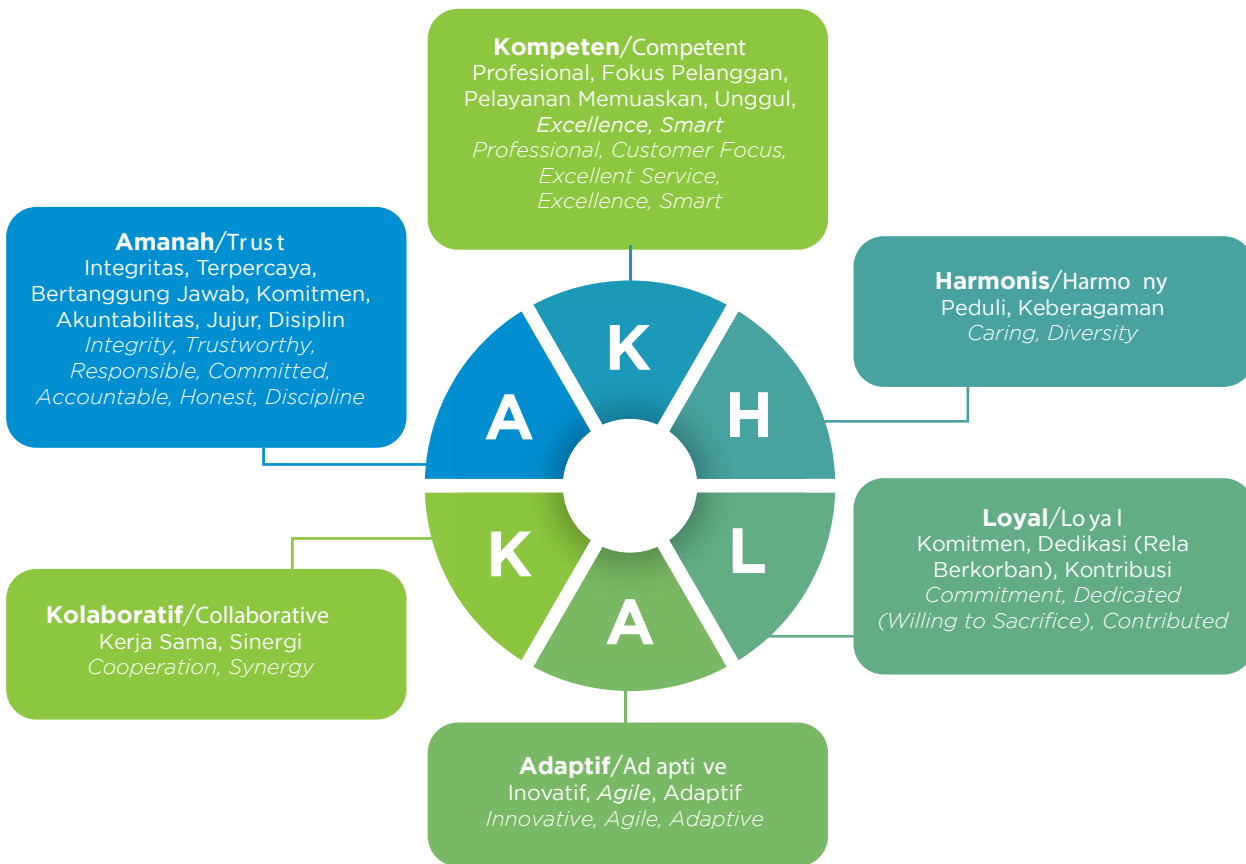 Kompeten/Competent
Profesional, Fokus Pelanggan,
Pelayanan Memuaskan, Unggul,
Excellence, Smart
Professional, Customer Focus,
Excellent Service,
Excellence, Smart
Amanah/Trust
Integritas, Terpercaya,
Bertanggung Jawab, Komitmen,
Akuntabilitas, Jujur, Disiplin
Integrity, Trustworthy,
Responsible, Committed,
Accountable, Honest, Discipline
Harmonis/Harmo ny
Peduli, Keberagaman
Caring, Diversity
A
K
H
L
A
K
Loyal/Lo ya l
Komitmen, Dedikasi (Rela
Berkorban), Kontribusi
Commitment, Dedicated
(Willing to Sacrifice), Contributed
Kolaboratif/Collaborative
Kerja Sama, Sinergi
Cooperation, Synergy
Adaptif/Ad apti ve
Inovatif, Agile, Adaptif
Innovative, Agile, Adaptive